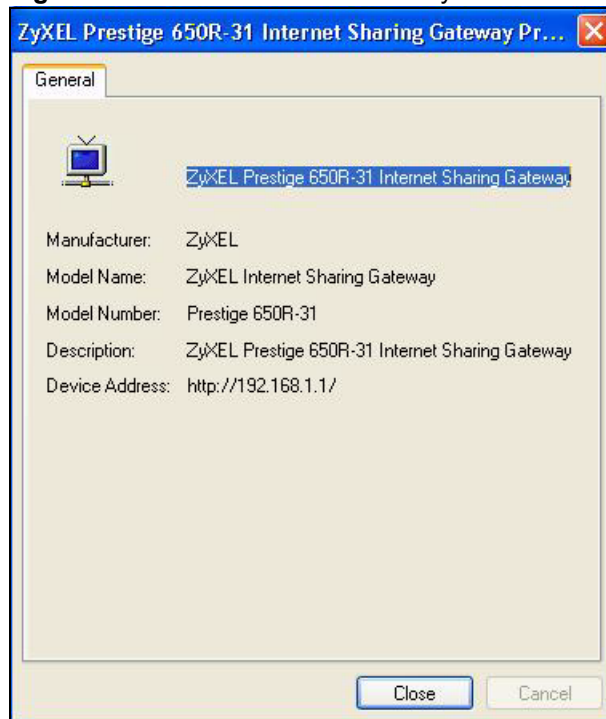 ZyXEL Prestige 650R-31 Internet Sharing Gateway Pr...
General
ZyXEL Prestige 650R-31 Internet Sharing Gateway
Manufacturer: ZyXEL
Model Name: ZyXEL Internet Sharing Gateway
Model Number: Prestige 650R-31
Description: ZyXEL Prestige 650R-31 Internet Sharing Gateway
Device Address: http://192.168.1.1/
Close Cancel